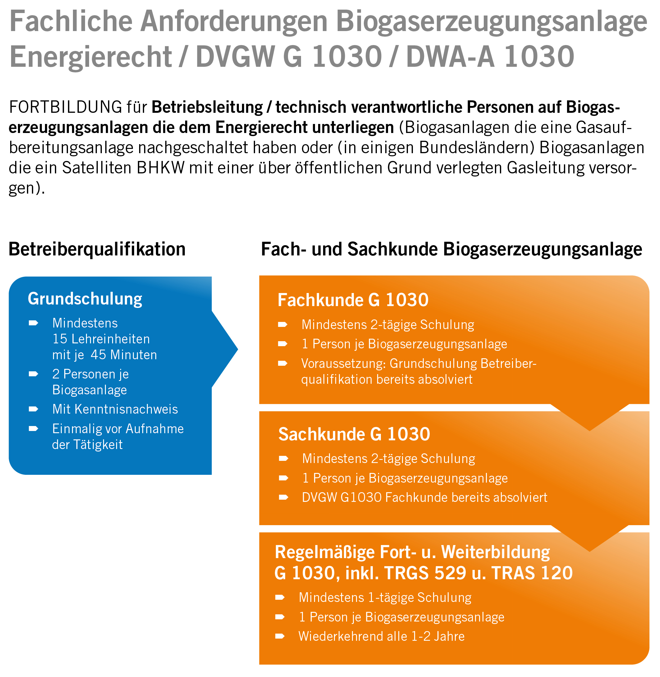 Fachliche Anforderungen Biogaserzeugungsanlage
Energierecht / DVGW G 1030 / DWA-A 1030
FORTBILDUNG für Betriebsleitung / technisch verantwortliche Personen auf Biogas-
erzeugungsanlagen die dem Energierecht unterliegen (Biogasanlagen die eine Gasauf-
bereitungsanlage nachgeschaltet haben oder (in einigen Bundesländern) Biogasanlagen
die ein Satelliten BHKW mit einer über öffentlichen Grund verlegten Gasleitung versor-
gen).
Betreiberqualifikation
Grundschulung
Mindestens
15 Lehreinheiten
mit je 45 Minuten
2 Personen je
Biogasanlage
Mit Kenntnisnachweis
Einmalig vor Aufnahme
der Tätigkeit
Fach- und Sachkunde Biogaserzeugungsanlage
Fachkunde G 1030
Mindestens 2-tägige Schulung
1 Person je Biogaserzeugungsanlage
Voraussetzung: Grundschulung Betreiber-
qualifikation bereits absolviert
Sachkunde G 1030
Mindestens 2-tägige Schulung
1 Person je Biogaserzeugungsanlage
DVGW G1030 Fachkunde bereits absolviert
Regelmäßige Fort- u. Weiterbildung
G 1030, inkl. TRGS 529 u. TRAS 120
Mindestens 1-tägige Schulung
1 Person je Biogaserzeugungsanlage
Wiederkehrend alle 1-2 Jahre